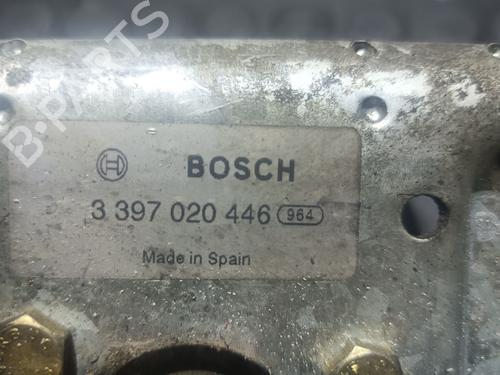 BOSCH
3 397 020 446 964
Made in Spain
B-PARTS